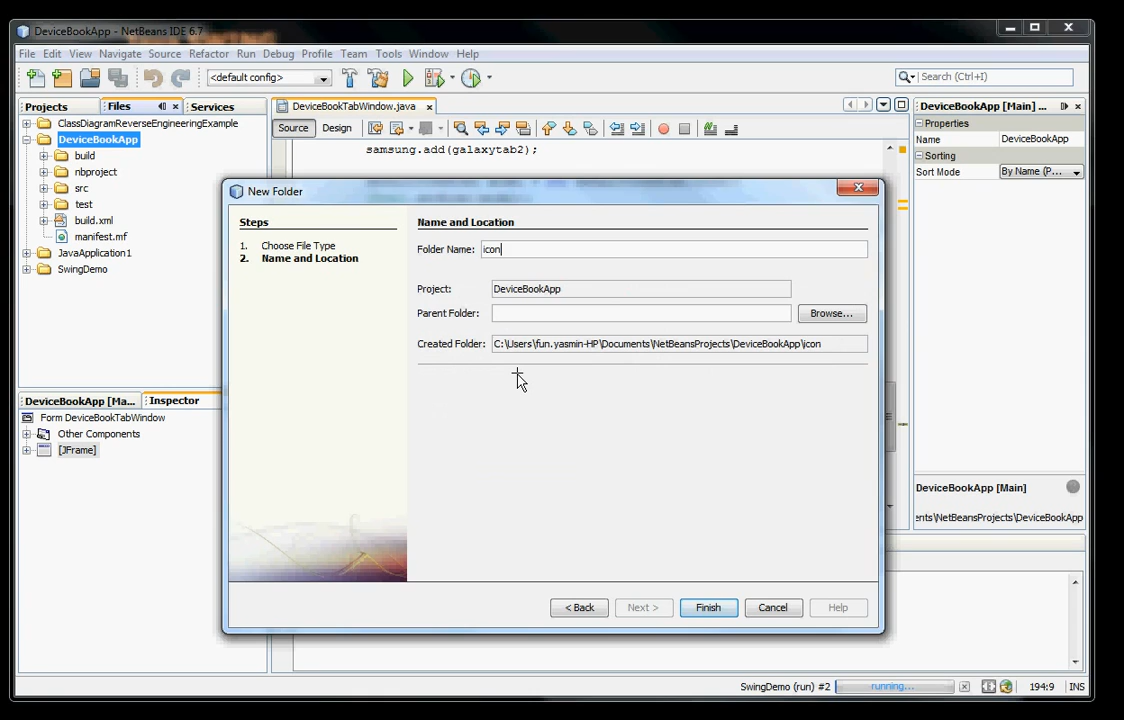 DeviceBookApp - NetBeans IDE 6.7
File Edit View Navigate Source Refactor Run Debug Profile Team Tools Window Help
<default config>
Search (Ctrl+I)
Projects Files Services
ClassDiagramReverseEngineeringExample
DeviceBookApp
build
nbproject
src
test
build.xml
manifest.mf
JavaApplication1
SwingDemo
DeviceBookTabWindow.java
Source Design
samsung.add(galaxytab2);
DeviceBookApp [Main] ...
Properties
Name DeviceBookApp
Sorting
Sort Mode By Name (P...
New Folder
Steps
1. Choose File Type
2. Name and Location
Name and Location
Folder Name: icon
Project: DeviceBookApp
Parent Folder:
Browse...
Created Folder: C:\Users\fun.yasmin-HP\Documents\NetBeansProjects\DeviceBookApp\icon
< Back Next > Finish Cancel Help
DeviceBookApp [Ma... Inspector
Form DeviceBookTabWindow
Other Components
[JFrame]
DeviceBookApp [Main]
ents\NetBeansProjects\DeviceBookApp
SwingDemo (run) #2 running... 194:9 INS